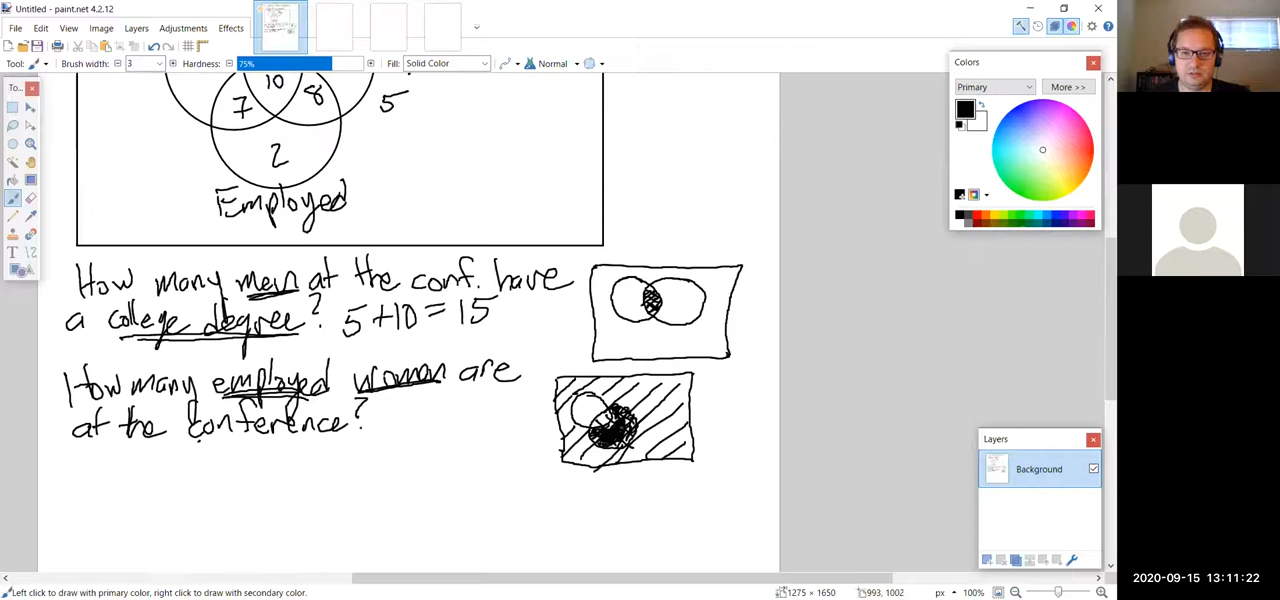 Untitled - paint.net 4.2.12
File Edit View Image Layers Adjustments Effects
Tool: Brush width: 3 Hardness: 75% Fill: Solid Color Normal
Colors
Primary More >>
To...
10
7 8 5
2
Employed
How many men at the conf. have
a college degree? 5+10=15
How many employed woman are
at the conference?
Layers
Background
2020-09-15 13:11:22
Left click to draw with primary color, right click to draw with secondary color. 1275 × 1650 993, 1002 px 100%